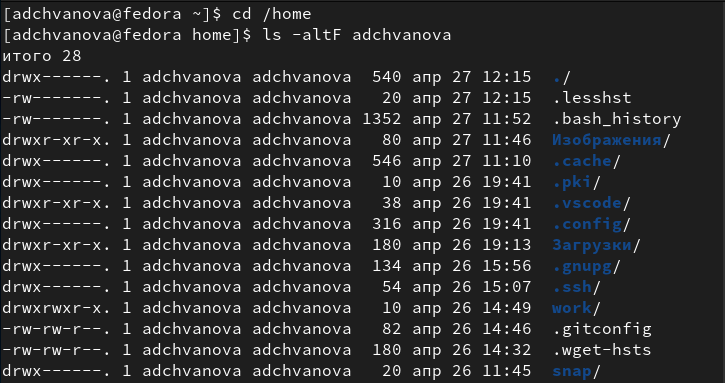 [adchvanova@fedora ~]$ cd /home
[adchvanova@fedora home]$ ls -altF adchvanova
итого 28
drwx------. 1 adchvanova adchvanova  540 апр 27 12:15  ./
-rw-------. 1 adchvanova adchvanova   20 апр 27 12:15  .lesshst
-rw-------. 1 adchvanova adchvanova 1352 апр 27 11:52  .bash_history
drwxr-xr-x. 1 adchvanova adchvanova   80 апр 27 11:46  Изображения/
drwx------. 1 adchvanova adchvanova  546 апр 27 11:10  .cache/
drwx------. 1 adchvanova adchvanova   10 апр 26 19:41  .pki/
drwxr-xr-x. 1 adchvanova adchvanova   38 апр 26 19:41  .vscode/
drwx------. 1 adchvanova adchvanova  316 апр 26 19:41  .config/
drwxr-xr-x. 1 adchvanova adchvanova  180 апр 26 19:13  Загрузки/
drwx------. 1 adchvanova adchvanova  134 апр 26 15:56  .gnupg/
drwx------. 1 adchvanova adchvanova   54 апр 26 15:07  .ssh/
drwxrwxr-x. 1 adchvanova adchvanova   10 апр 26 14:49  work/
-rw-rw-r--. 1 adchvanova adchvanova   82 апр 26 14:46  .gitconfig
-rw-rw-r--. 1 adchvanova adchvanova  180 апр 26 14:32  .wget-hsts
drwx------. 1 adchvanova adchvanova   20 апр 26 11:45  snap/